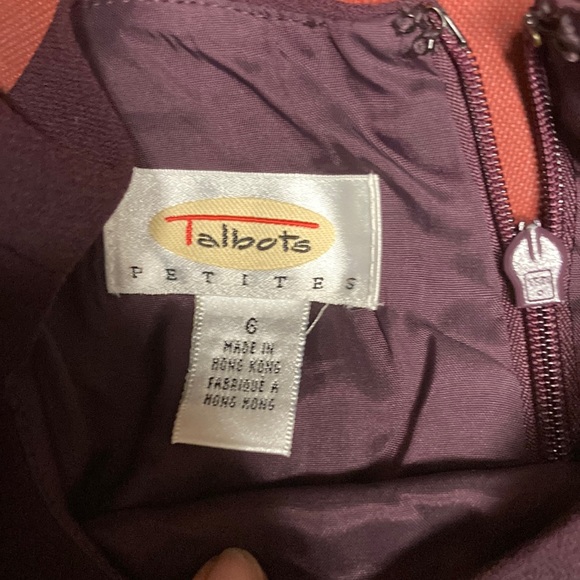 Talbots
PETITES
6
MADE IN
HONG KONG
FABRIQUE A
HONG KONG